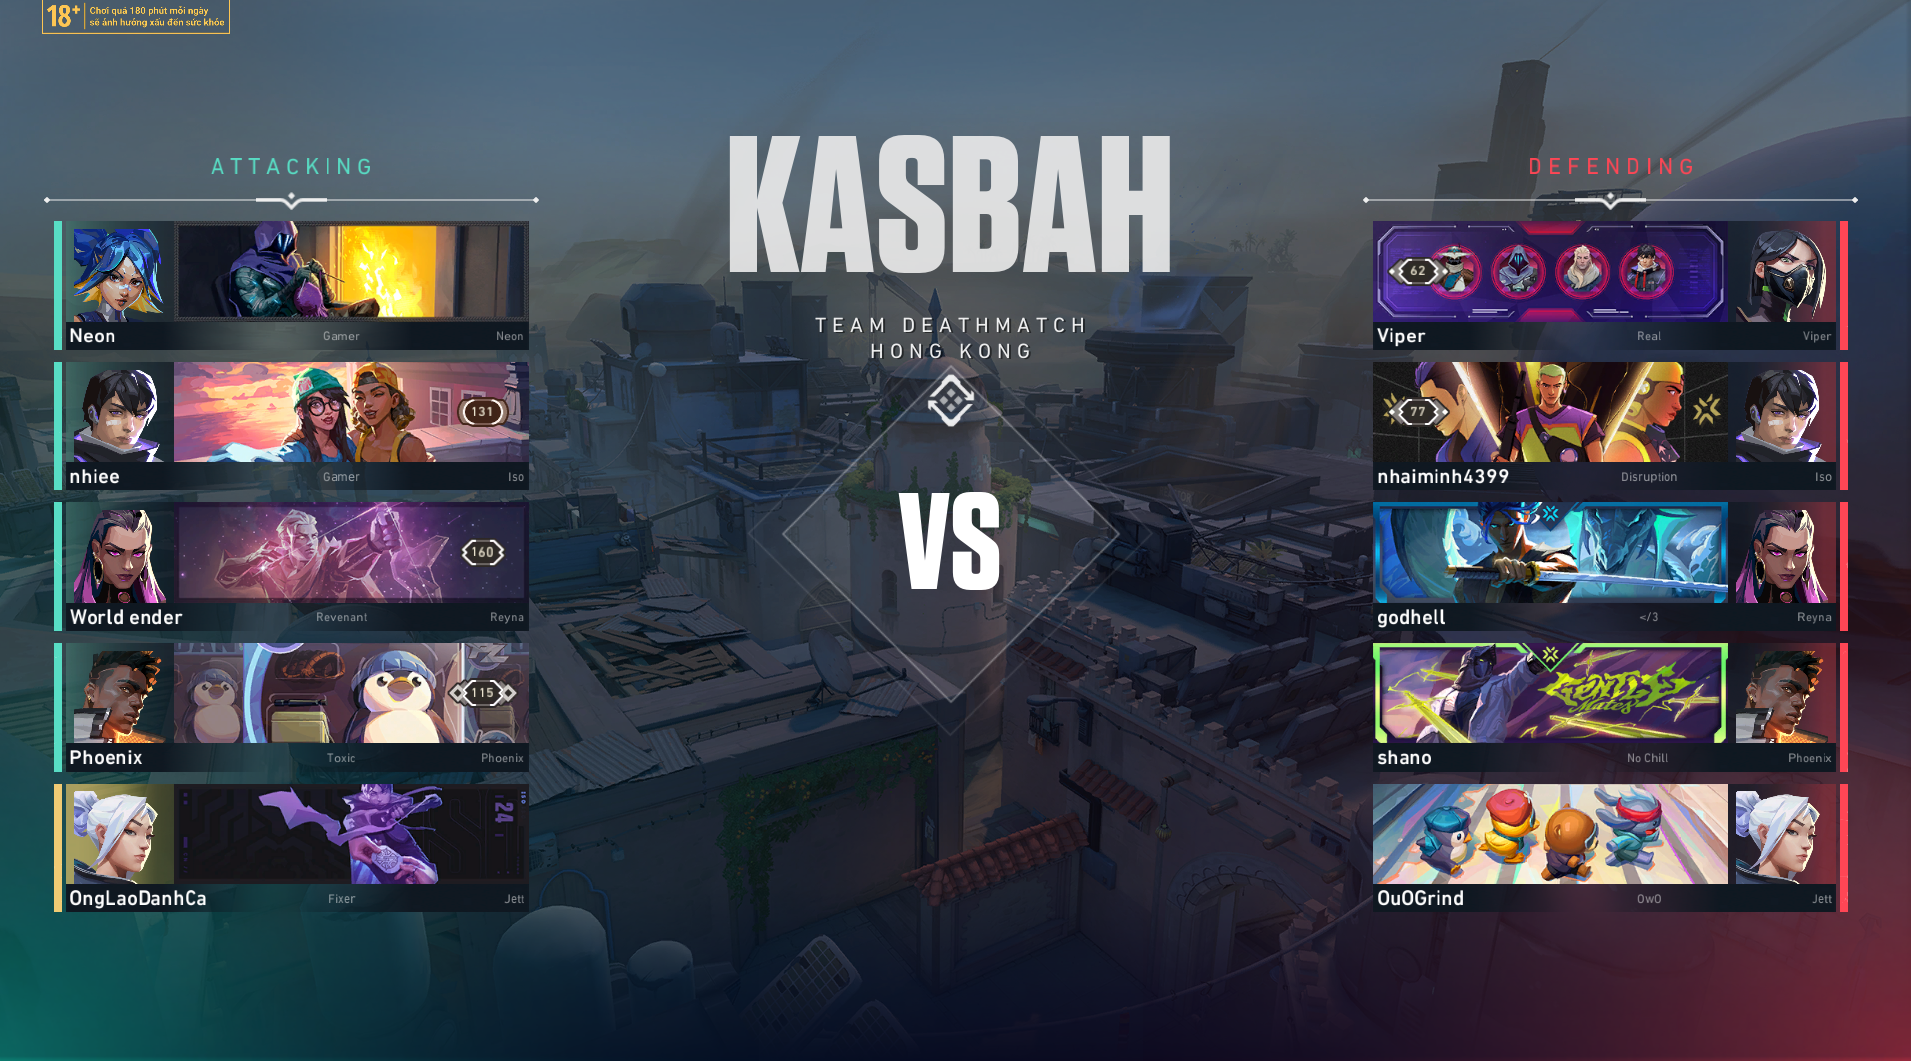 18+
Chơi quá 180 phút mỗi ngày
sẽ ảnh hưởng xấu đến sức khỏe
KASBAH
TEAM DEATHMATCH
HONG KONG
VS
ATTACKING
Neon Gamer Neon
131
nhiee Gamer Iso
160
World ender Revenant Reyna
115
Phoenix Toxic Phoenix
24
ISO
OngLaoDanhCa Fixer Jett
DEFENDING
62
Viper Real Viper
77
nhaiminh4399 Disruption Iso
godhell </3 Reyna
GENTLE
Mates
shano No Chill Phoenix
OuOGrind OwO Jett